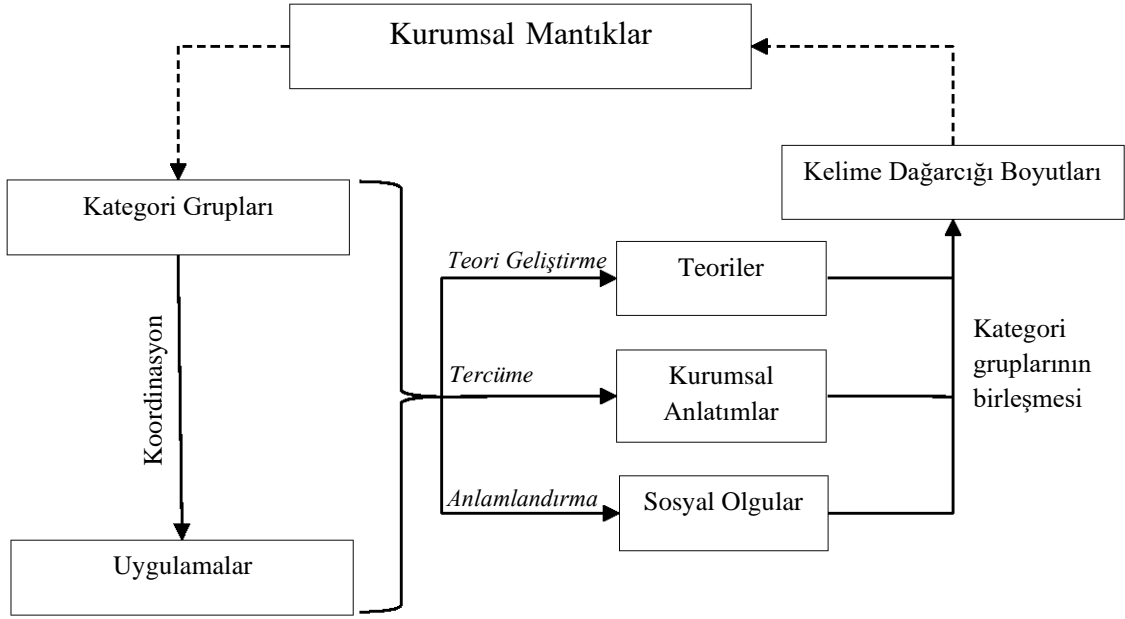 Kurumsal Mantıklar
Kelime Dağarcığı Boyutları
Kategori Grupları
Teori Geliştirme
Teoriler
Koordinasyon
Kategori
gruplarının
birleşmesi
Tercüme
Kurumsal
Anlatımlar
Anlamlandırma
Sosyal Olgular
Uygulamalar